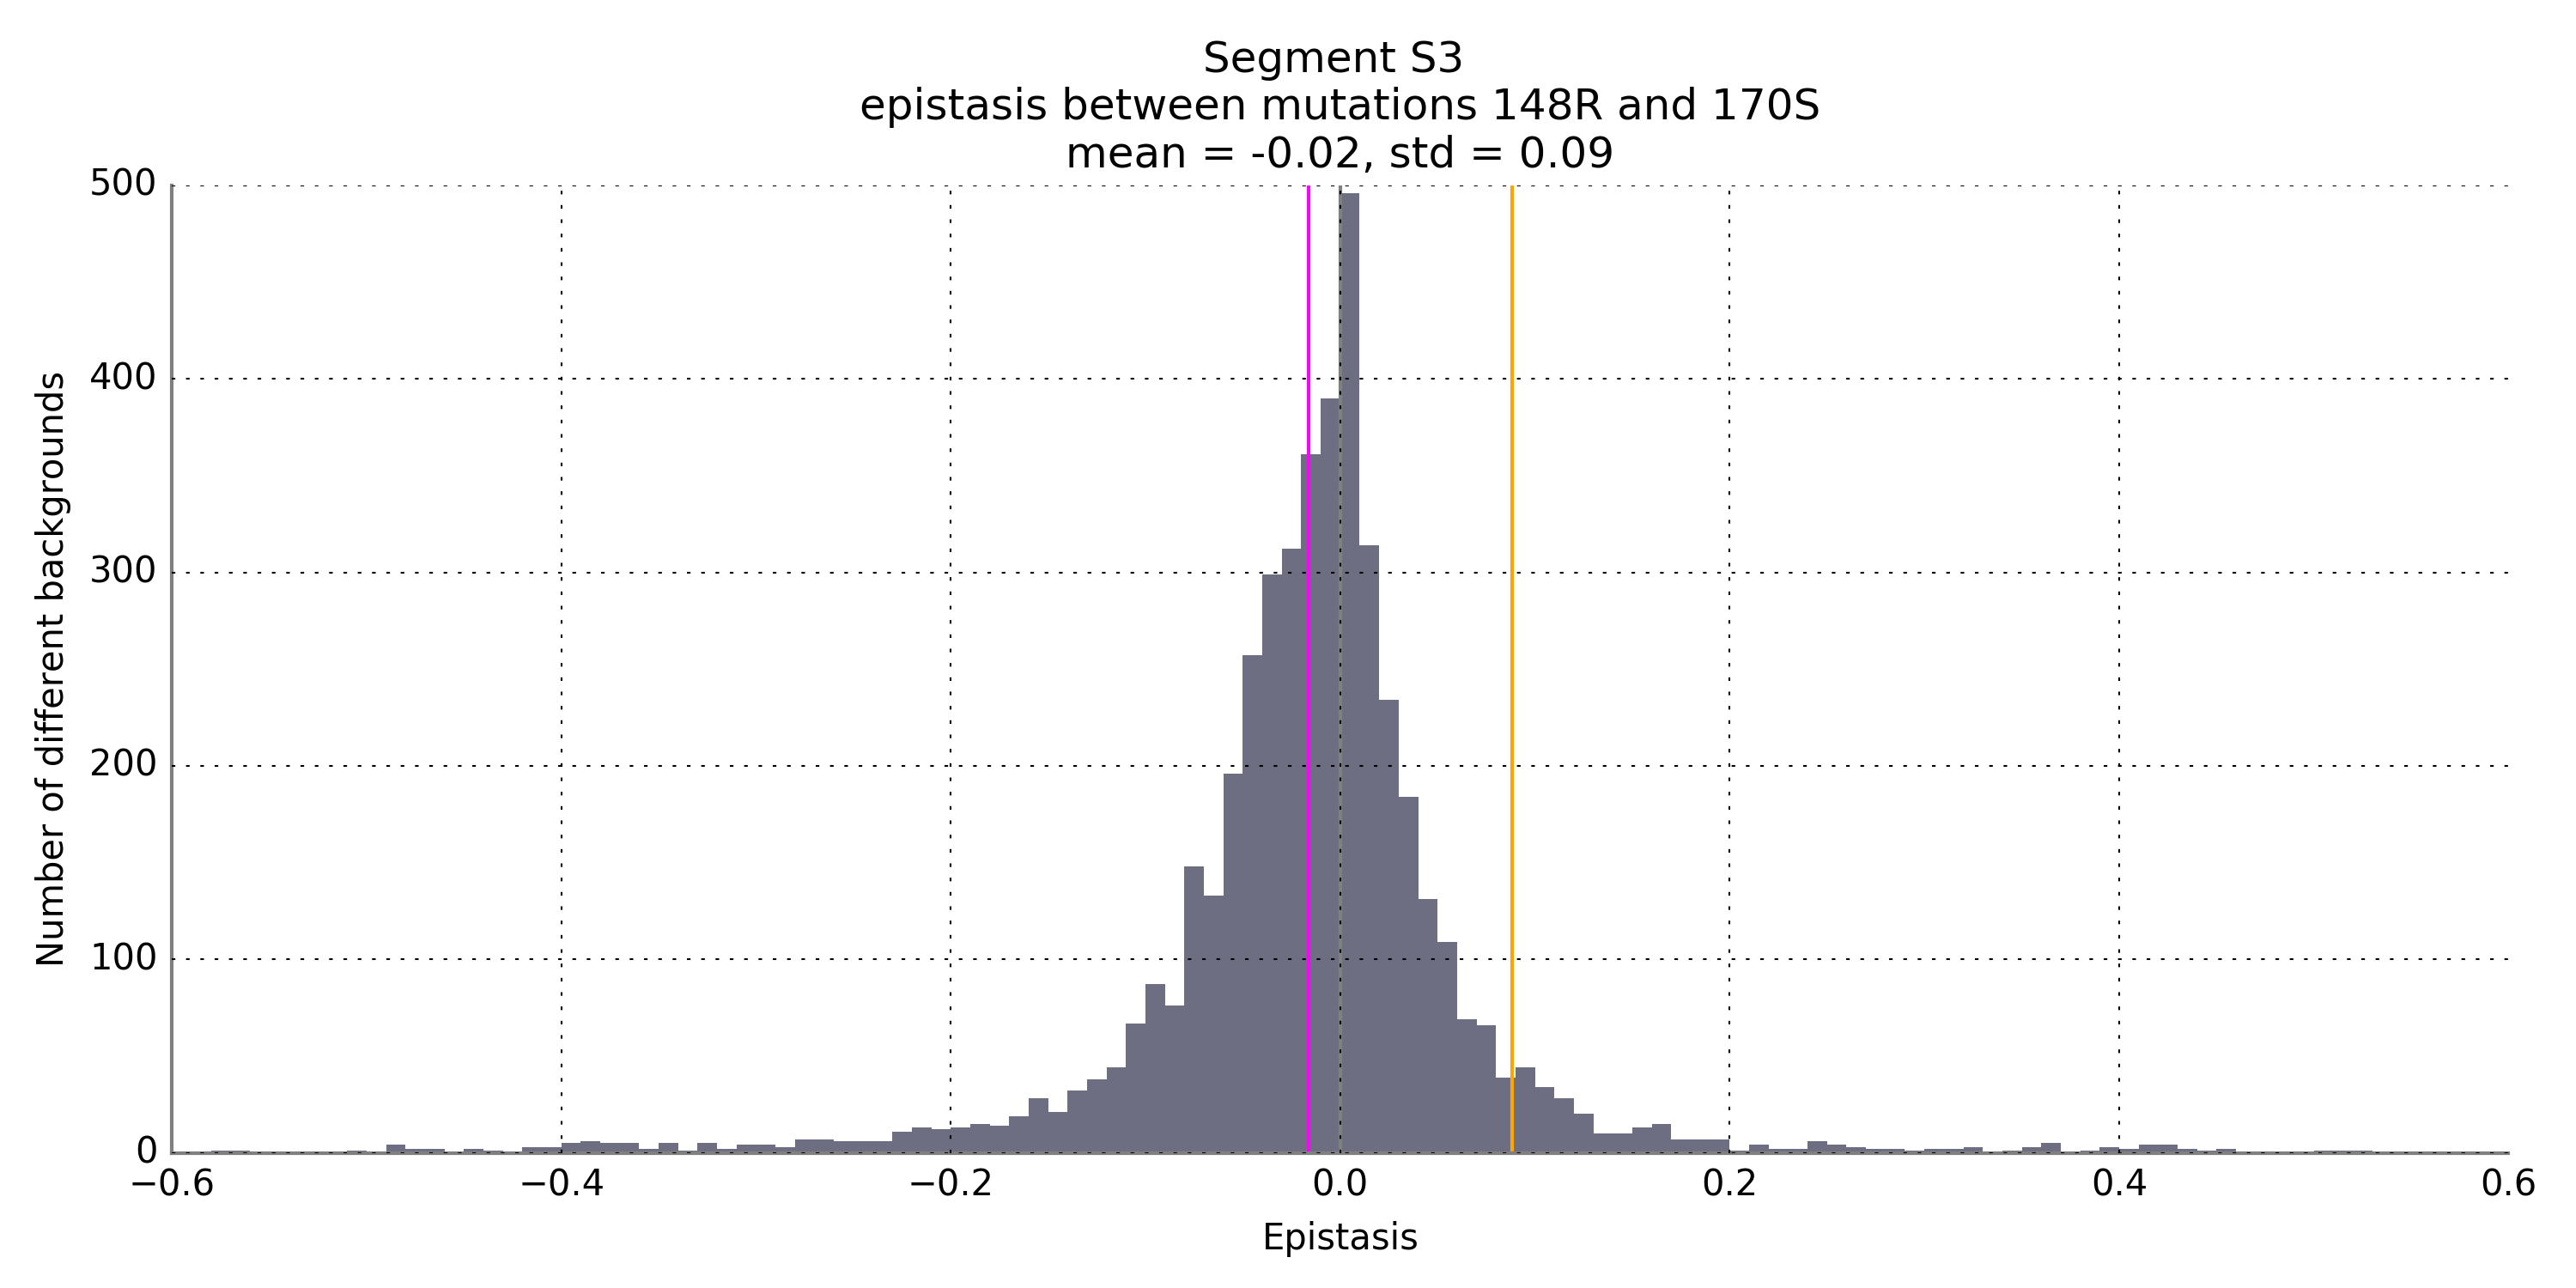 Segment S3
epistasis between mutations 148R and 170S
mean = -0.02, std = 0.09
Number of different backgrounds
500
400
300
200
100
0
−0.6 −0.4 −0.2 0.0 0.2 0.4 0.6
Epistasis